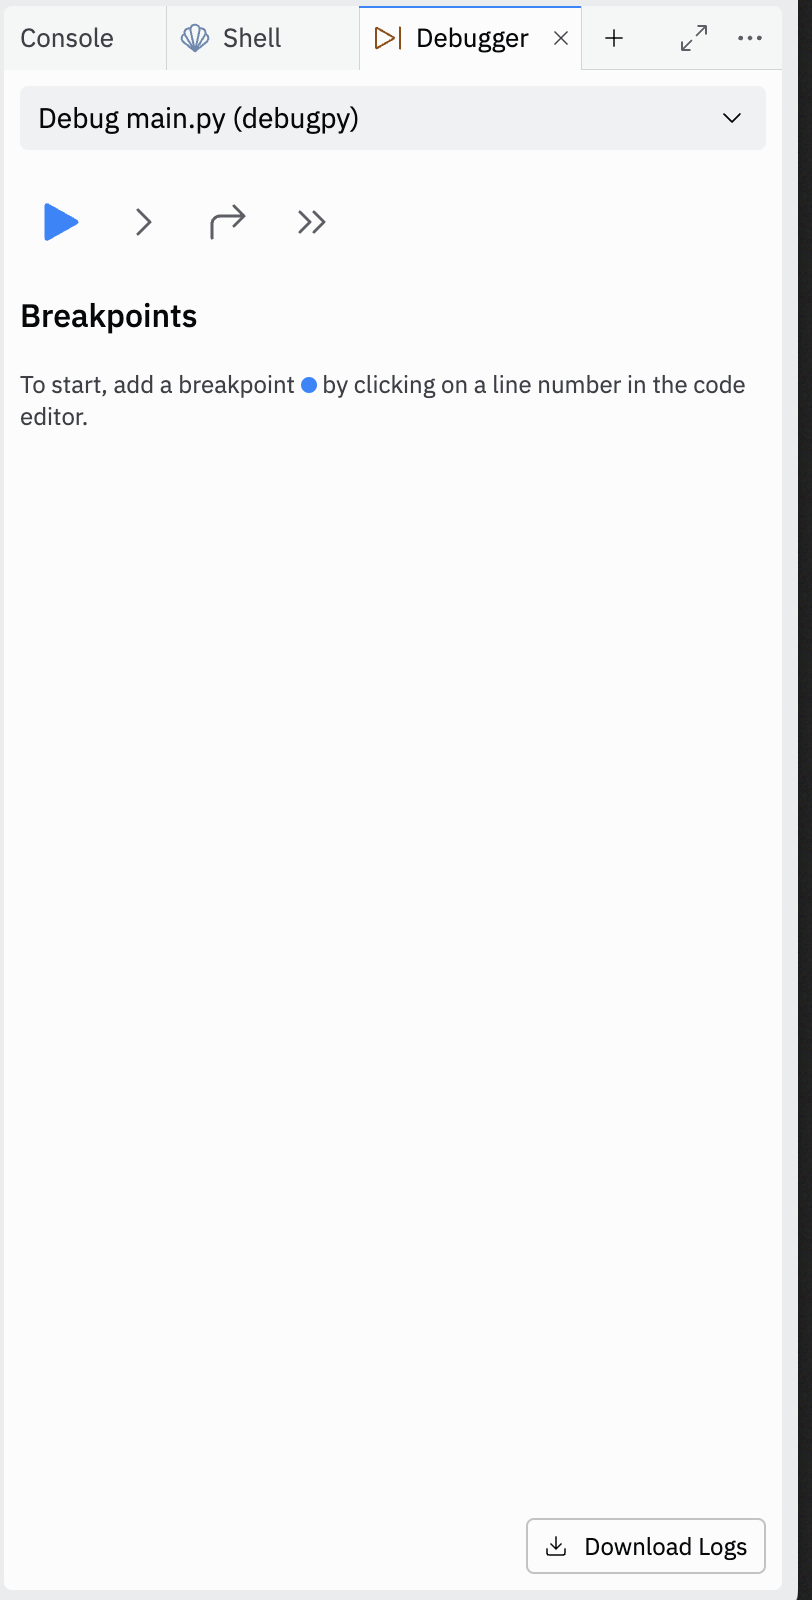 Console
Shell
Debugger
Debug main.py (debugpy)
Breakpoints
To start, add a breakpoint by clicking on a line number in the code
editor.
Download Logs